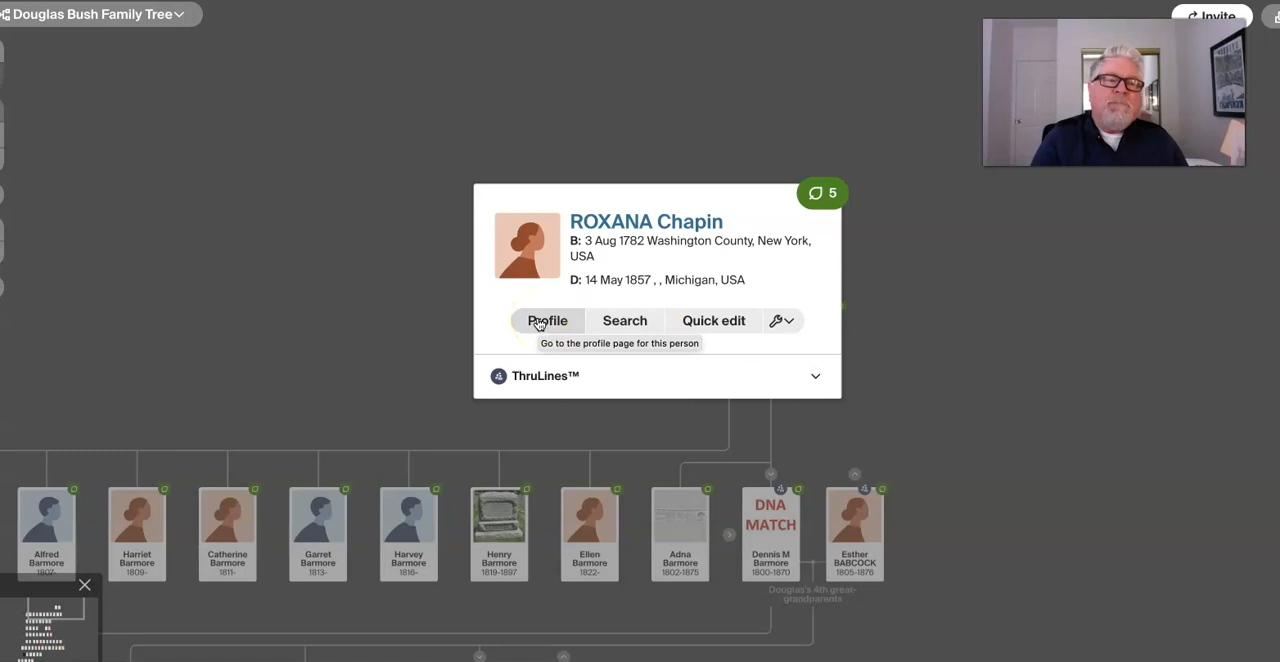 Douglas Bush Family Tree
Invite
5
ROXANA Chapin
B: 3 Aug 1782 Washington County, New York,
USA
D: 14 May 1857 , , Michigan, USA
Profile
Search
Quick edit
Go to the profile page for this person
ThruLines™
DNA
MATCH
Alfred
Barmore
1807-
Harriet
Barmore
1809-
Catherine
Barmore
1811-
Garret
Barmore
1813-
Harvey
Barmore
1816-
Henry
Barmore
1819-1897
Ellen
Barmore
1822-
Adna
Barmore
1802-1875
Dennis M
Barmore
1800-1870
Esther
BABCOCK
1805-1876
Douglas's 4th great-
grandparents